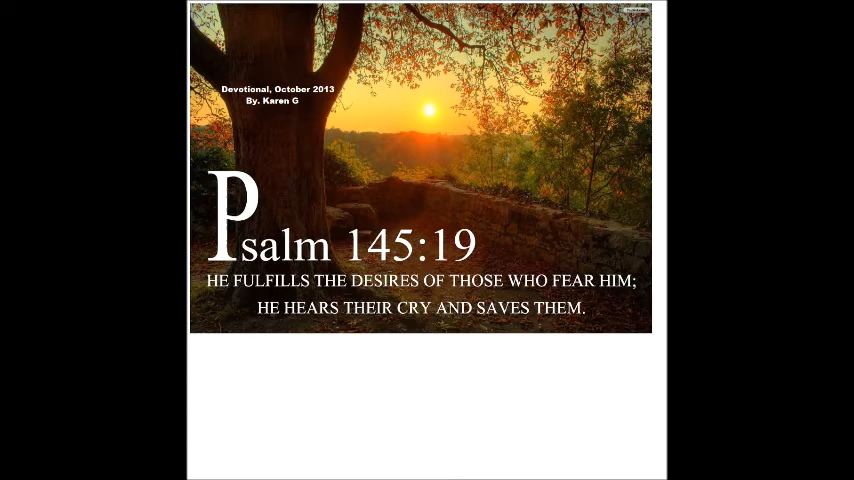 Devotional, October 2013
By. Karen G
Psalm 145:19
HE FULFILLS THE DESIRES OF THOSE WHO FEAR HIM;
HE HEARS THEIR CRY AND SAVES THEM.